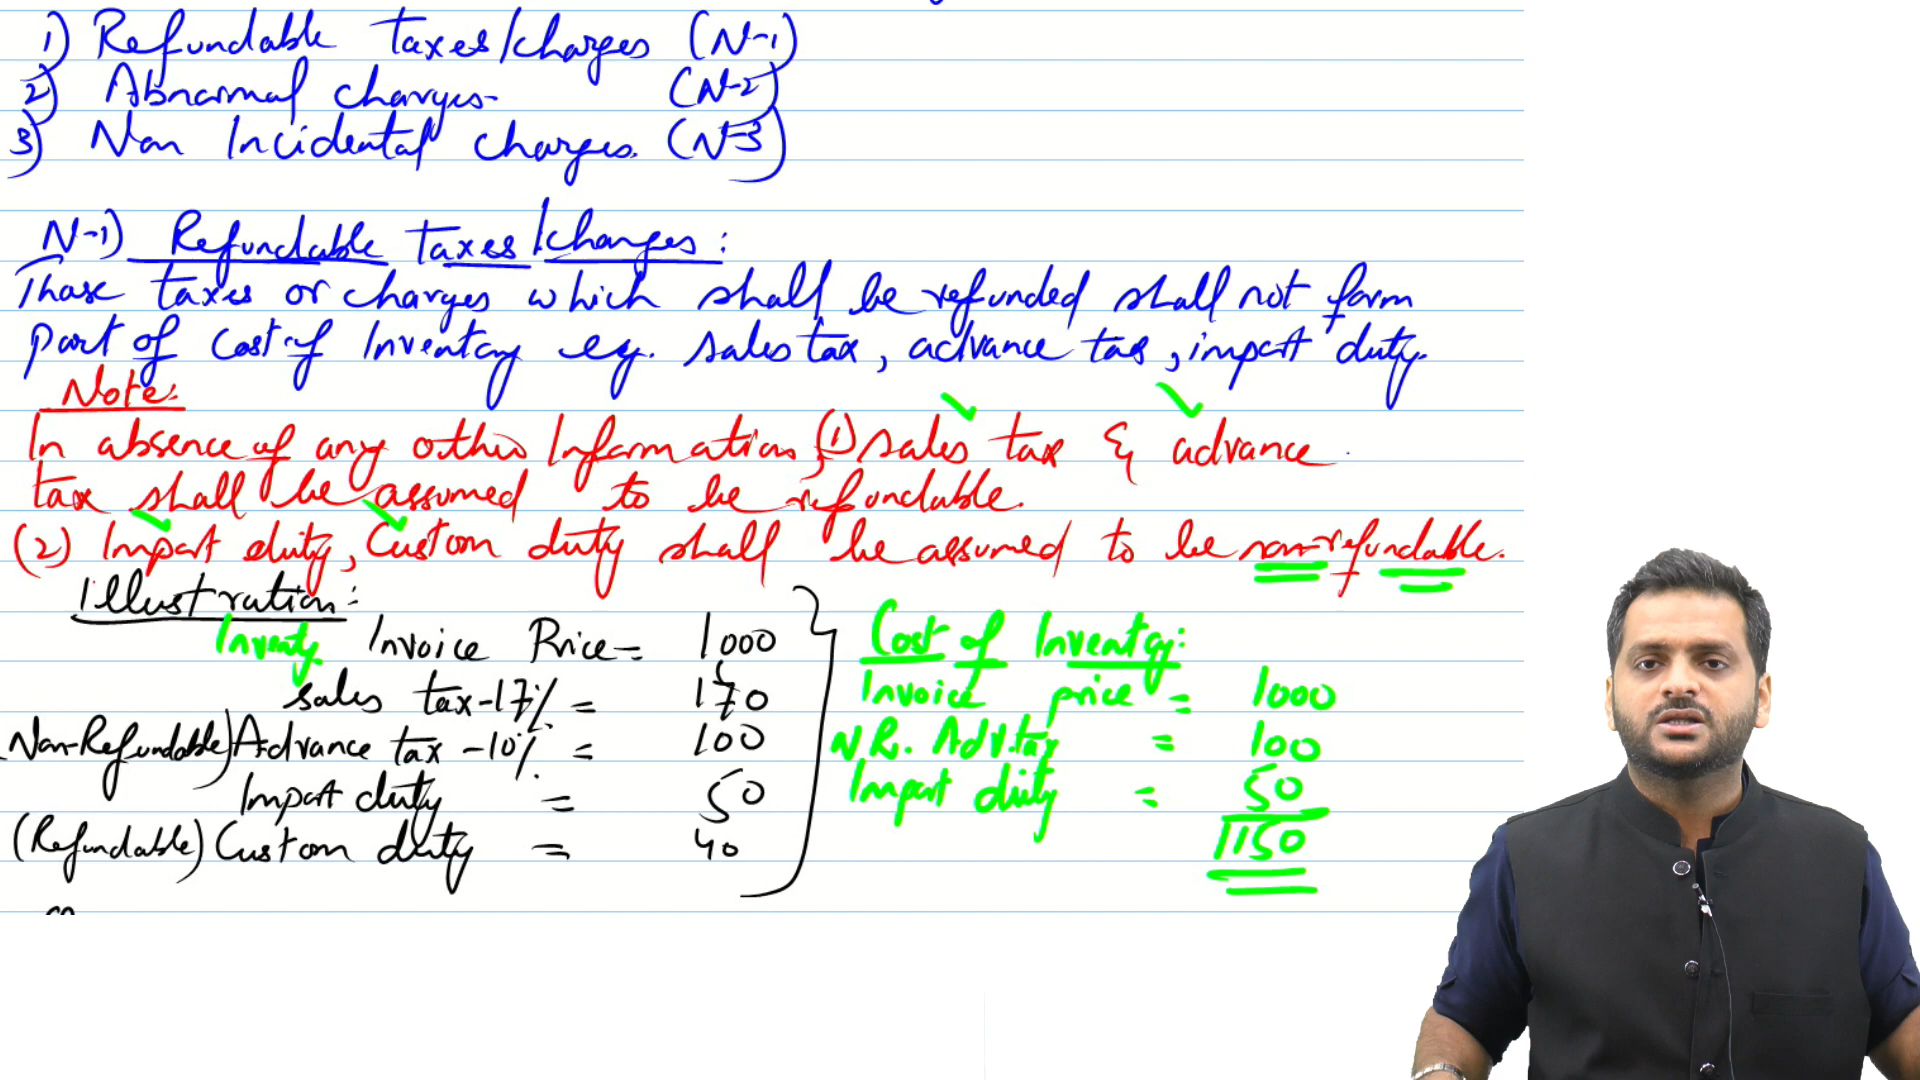 1) Refundable taxes/charges (N-1)
2) Abnormal charges- (N-2)
3) Non Incidental charges. (N-3)
N-1) Refundable taxes/charges:
Those taxes or charges which shall be refunded shall not form
part of cost of Inventory eg. sales tax, advance tax, import duty.
Note:
In absence of any other Information, (1) sales tax & advance
tax shall be assumed to be refundable.
(2) Import duty, Custom duty shall be assumed to be non-refundable.
Illustration:
Inventy Invoice Price = 1000
sales tax-17% = 170
(Non-Refundable) Advance tax -10% = 100
Import duty = 50
(Refundable) Custom duty = 40
Cost of Inventory:
Invoice price = 1000
N.R. Adv.tax = 100
Import duty = 50
1150